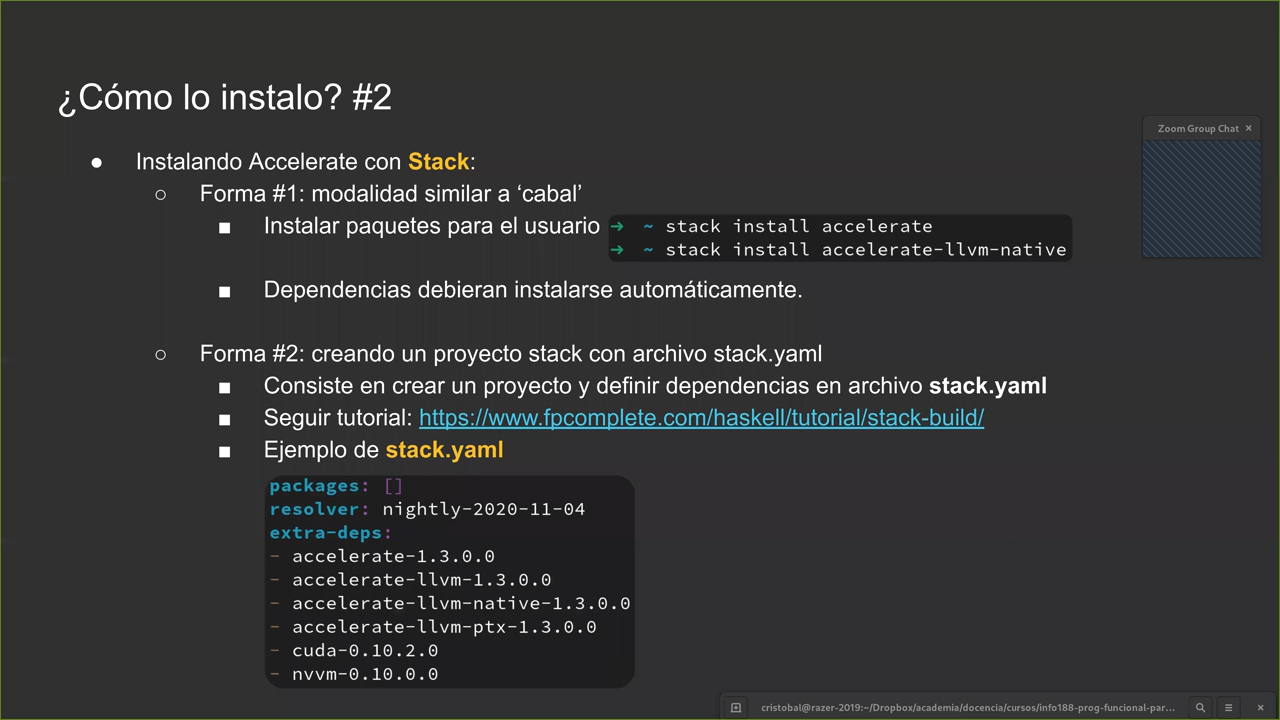 ¿Cómo lo instalo? #2
● Instalando Accelerate con Stack:
○ Forma #1: modalidad similar a ‘cabal’
■ Instalar paquetes para el usuario
➜ ~ stack install accelerate
➜ ~ stack install accelerate-llvm-native
■ Dependencias debieran instalarse automáticamente.
○ Forma #2: creando un proyecto stack con archivo stack.yaml
■ Consiste en crear un proyecto y definir dependencias en archivo stack.yaml
■ Seguir tutorial: https://www.fpcomplete.com/haskell/tutorial/stack-build/
■ Ejemplo de stack.yaml
packages: []
resolver: nightly-2020-11-04
extra-deps:
- accelerate-1.3.0.0
- accelerate-llvm-1.3.0.0
- accelerate-llvm-native-1.3.0.0
- accelerate-llvm-ptx-1.3.0.0
- cuda-0.10.2.0
- nvvm-0.10.0.0
Zoom Group Chat ×
cristobal@razer-2019:~/Dropbox/academia/docencia/cursos/info188-prog-funcional-par...